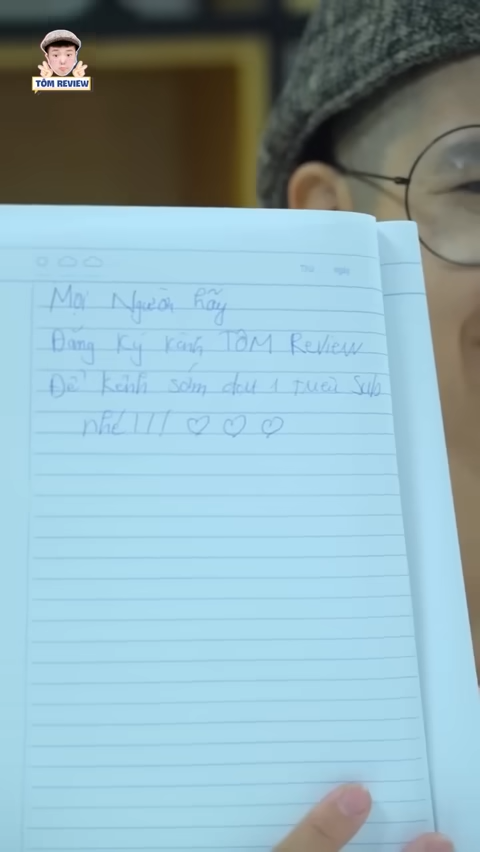 TÔM REVIEW
Mọi Người hãy
Đăng Ký Kênh TÔM Review
Để kênh sớm đạt 1 Triệu Sub
nhé!!! ♡ ♡ ♡